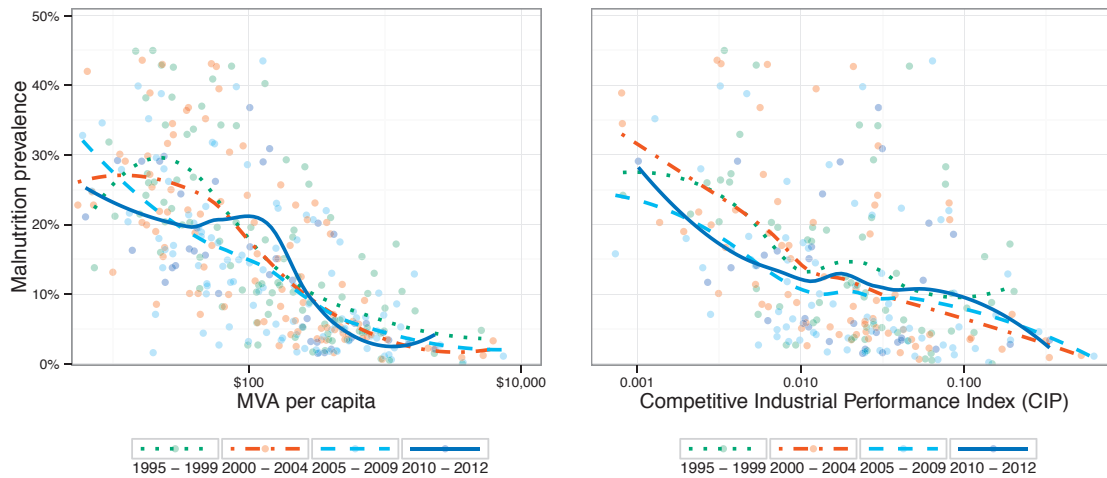 50%
40%
30%
20%
10%
0%
Malnutrition prevalence
$100
$10,000
MVA per capita
0.001
0.010
0.100
Competitive Industrial Performance Index (CIP)
1995 – 1999 2000 – 2004 2005 – 2009 2010 – 2012
1995 – 1999 2000 – 2004 2005 – 2009 2010 – 2012